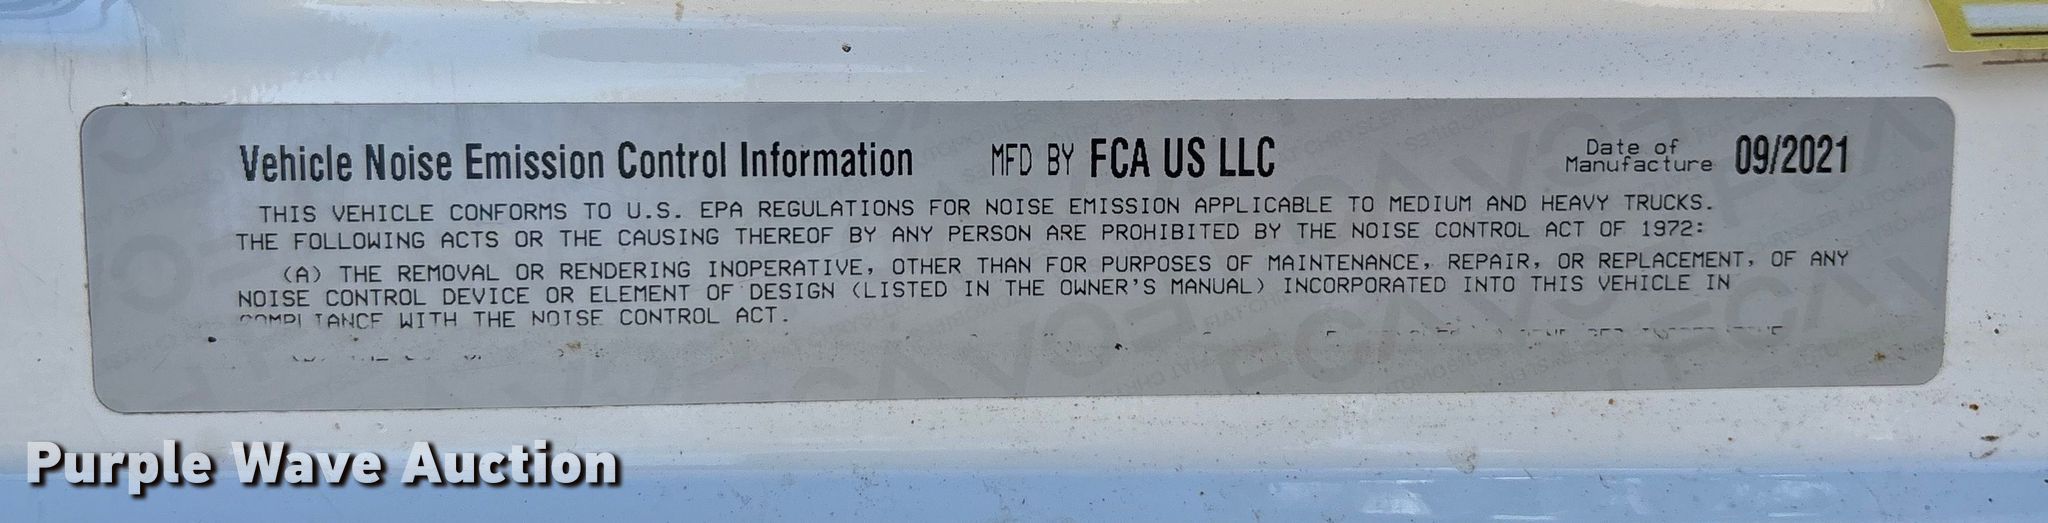 Vehicle Noise Emission Control Information MFD BY FCA US LLC Date of Manufacture 09/2021
THIS VEHICLE CONFORMS TO U.S. EPA REGULATIONS FOR NOISE EMISSION APPLICABLE TO MEDIUM AND HEAVY TRUCKS.
THE FOLLOWING ACTS OR THE CAUSING THEREOF BY ANY PERSON ARE PROHIBITED BY THE NOISE CONTROL ACT OF 1972:
(A) THE REMOVAL OR RENDERING INOPERATIVE, OTHER THAN FOR PURPOSES OF MAINTENANCE, REPAIR, OR REPLACEMENT, OF ANY
NOISE CONTROL DEVICE OR ELEMENT OF DESIGN (LISTED IN THE OWNER'S MANUAL) INCORPORATED INTO THIS VEHICLE IN
COMPLIANCE WITH THE NOISE CONTROL ACT.
Purple Wave Auction